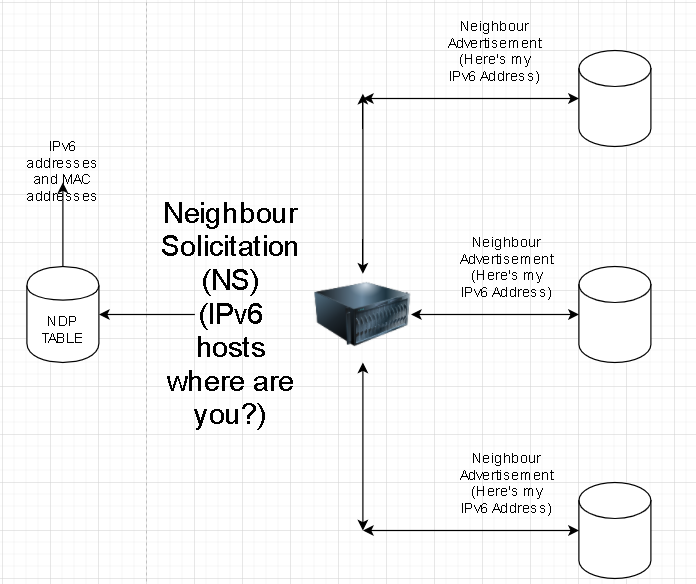 Neighbour
Advertisement
(Here's my
IPv6 Address)
IPv6
addresses
and MAC
addresses
Neighbour
Solicitation
(NS)
(IPv6
hosts
where are
you?)
NDP
TABLE
Neighbour
Advertisement
(Here's my
IPv6 Address)
Neighbour
Advertisement
(Here's my
IPv6 Address)